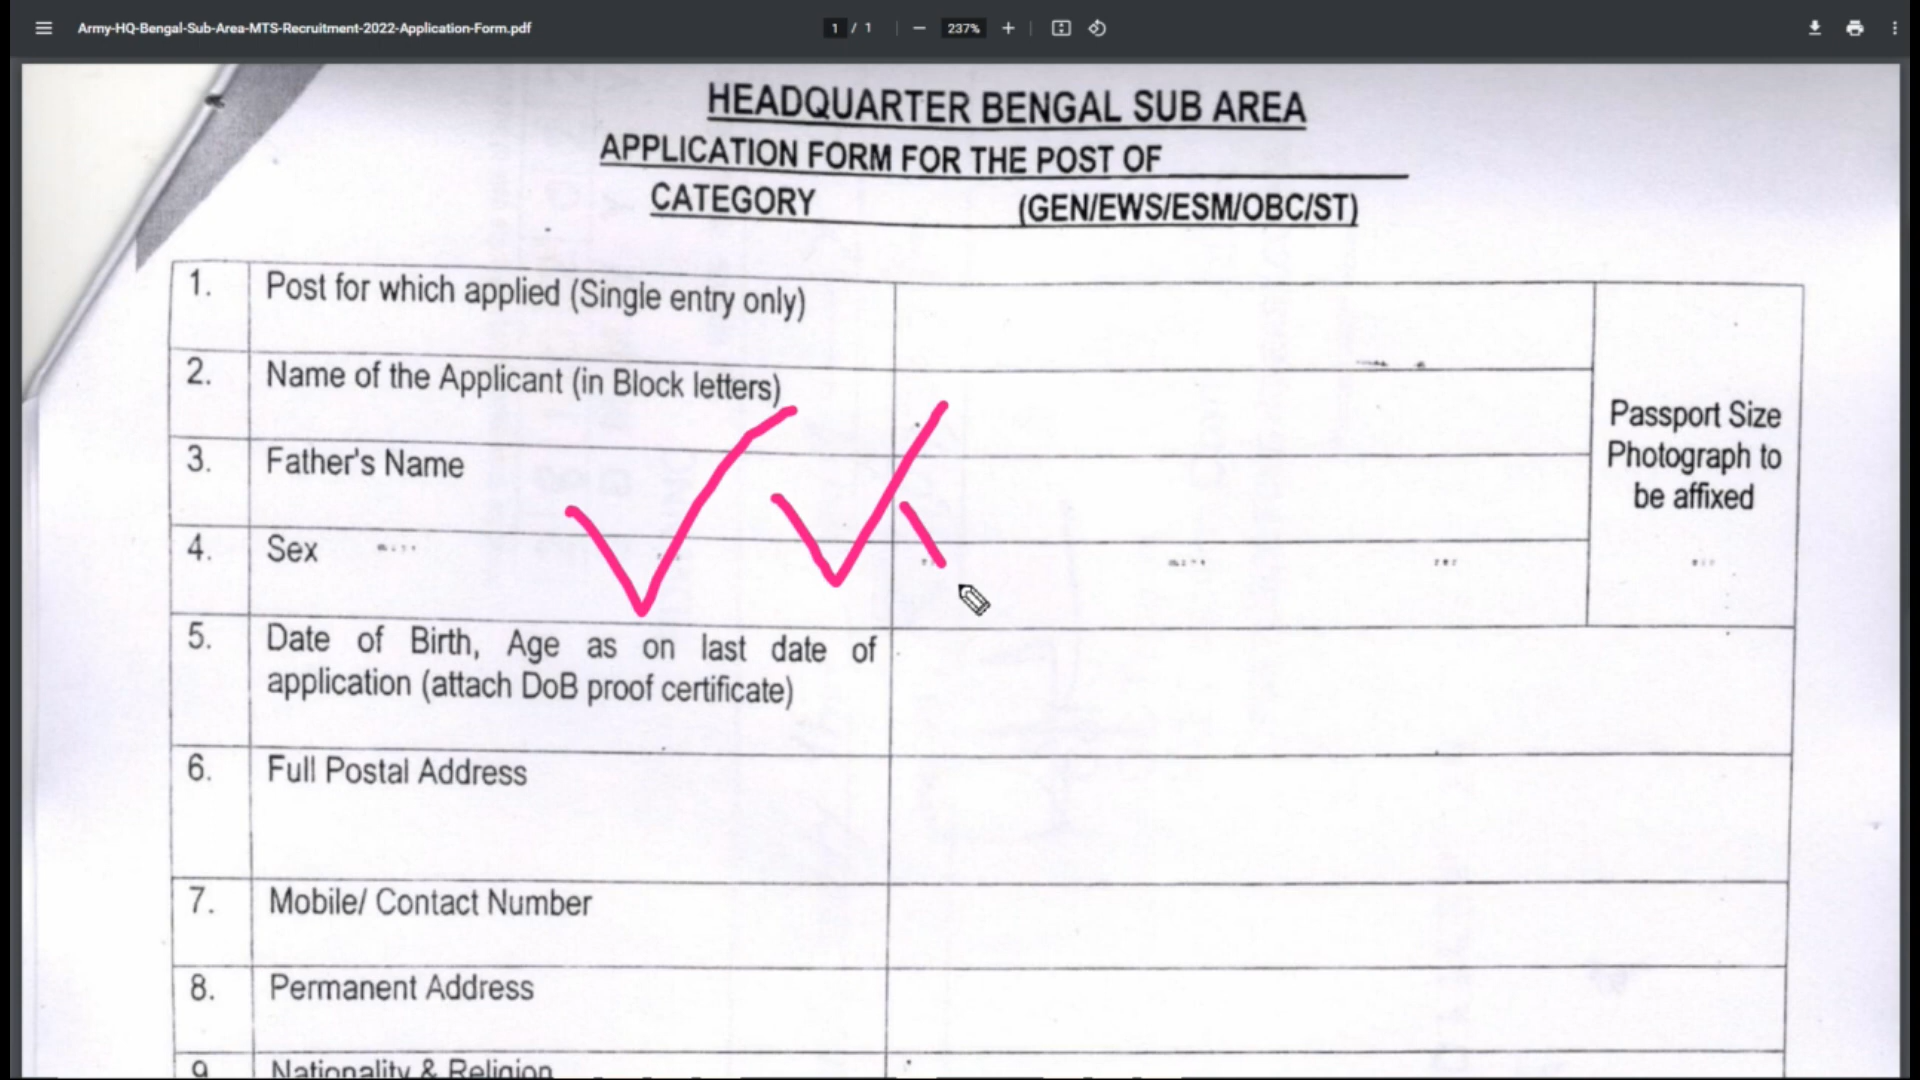 Army-HQ-Bengal-Sub-Area-MTS-Recruitment-2022-Application-Form.pdf
1 / 1
237%
HEADQUARTER BENGAL SUB AREA
APPLICATION FORM FOR THE POST OF
CATEGORY (GEN/EWS/ESM/OBC/ST)
1. Post for which applied (Single entry only)
2. Name of the Applicant (in Block letters)
3. Father's Name
4. Sex
Passport Size
Photograph to
be affixed
5. Date of Birth, Age as on last date of
application (attach DoB proof certificate)
6. Full Postal Address
7. Mobile/ Contact Number
8. Permanent Address
9. Nationality & Religion